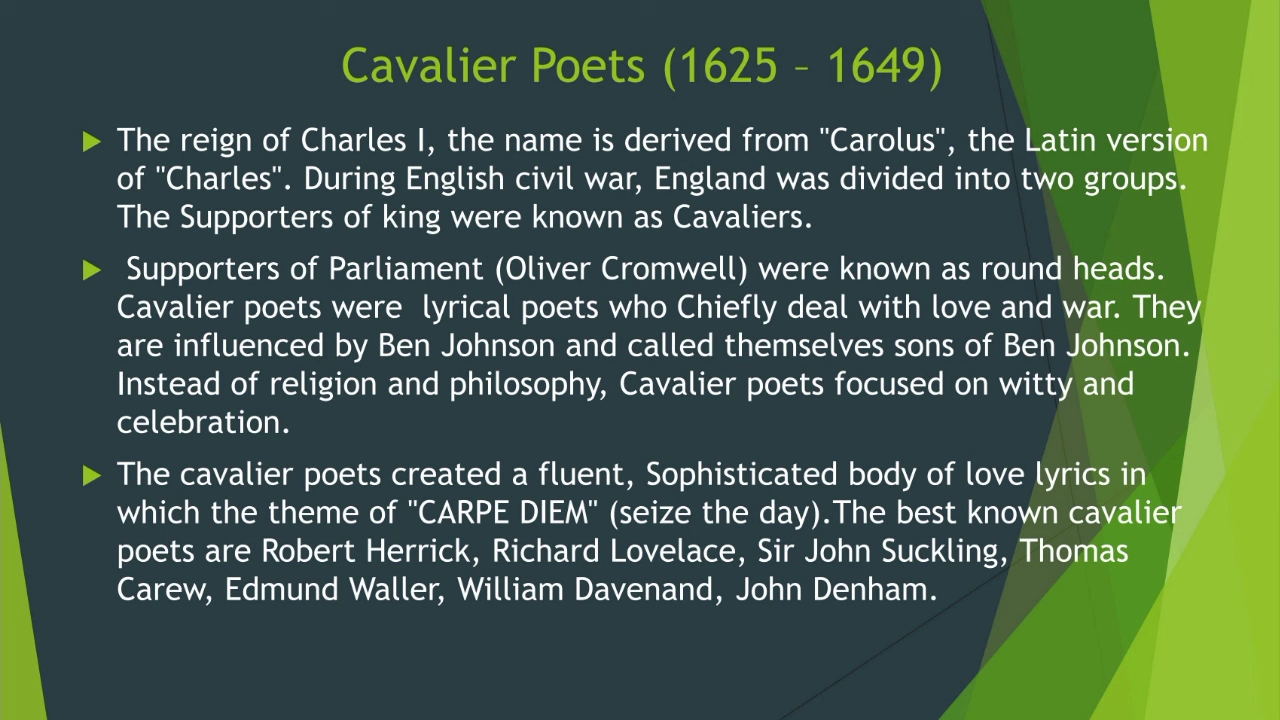 Cavalier Poets (1625 – 1649)
The reign of Charles I, the name is derived from "Carolus", the Latin version
of "Charles". During English civil war, England was divided into two groups.
The Supporters of king were known as Cavaliers.
Supporters of Parliament (Oliver Cromwell) were known as round heads.
Cavalier poets were lyrical poets who Chiefly deal with love and war. They
are influenced by Ben Johnson and called themselves sons of Ben Johnson.
Instead of religion and philosophy, Cavalier poets focused on witty and
celebration.
The cavalier poets created a fluent, Sophisticated body of love lyrics in
which the theme of "CARPE DIEM" (seize the day).The best known cavalier
poets are Robert Herrick, Richard Lovelace, Sir John Suckling, Thomas
Carew, Edmund Waller, William Davenand, John Denham.